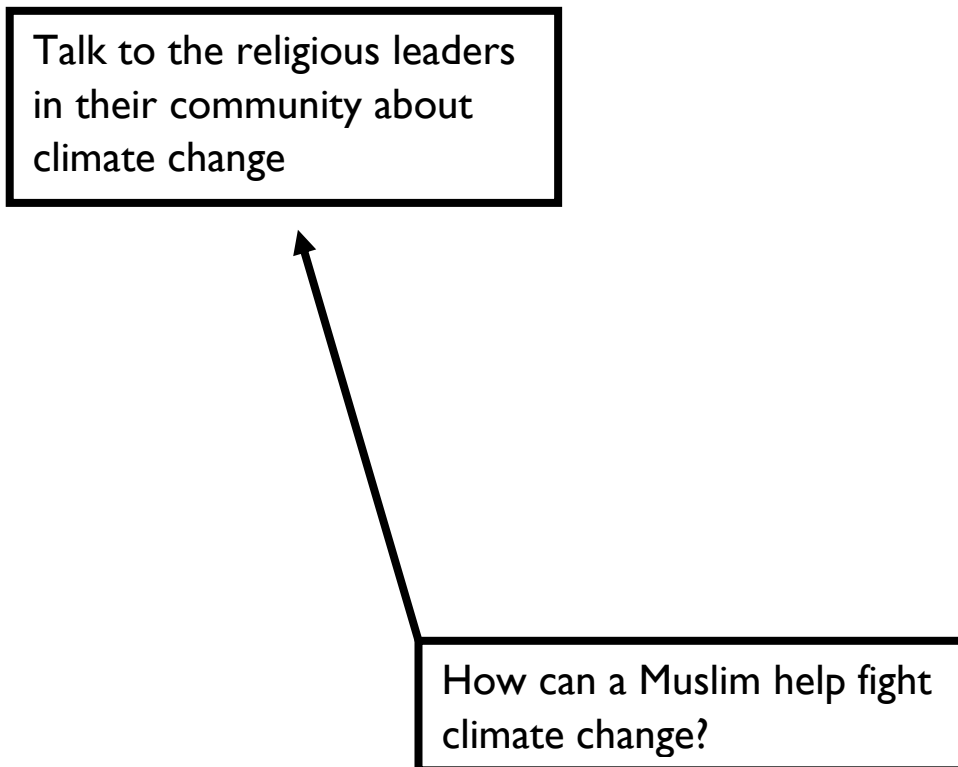 Talk to the religious leaders
in their community about
climate change
How can a Muslim help fight
climate change?